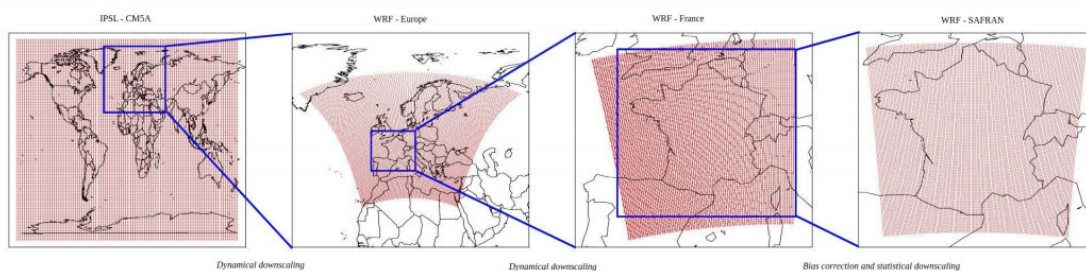 IPSL - CM5A
WRF - Europe
WRF - France
WRF - SAFRAN
Dynamical downscaling
Dynamical downscaling
Bias correction and statistical downscaling